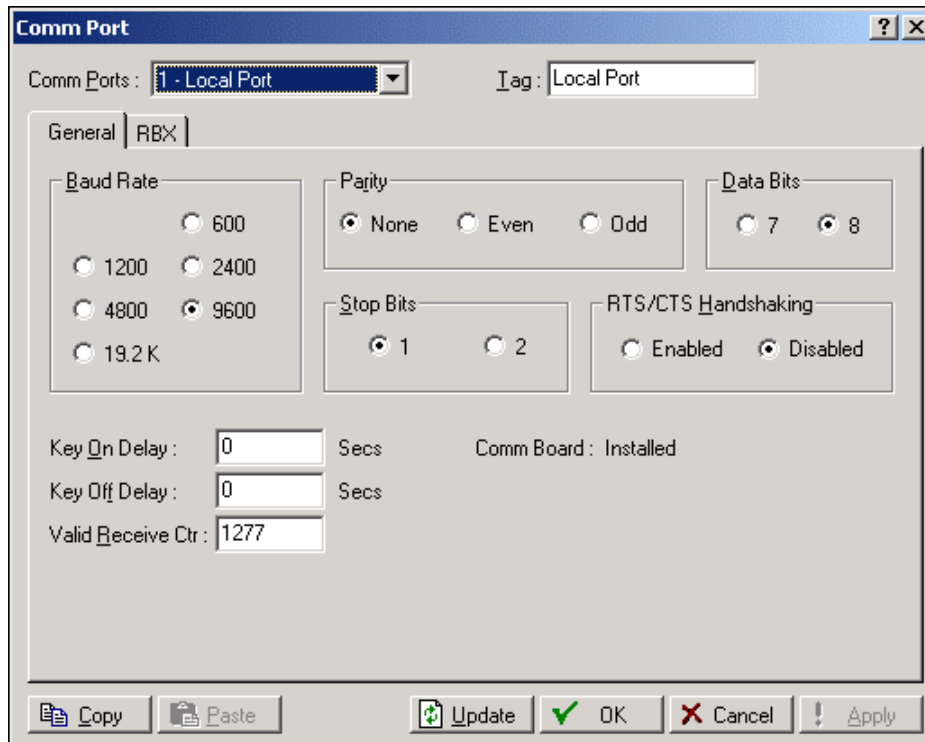 Comm Port
Comm Ports : 1 - Local Port Tag : Local Port
General RBX
Baud Rate Parity Data Bits
600 None Even Odd 7 8
1200 2400
4800 9600 Stop Bits RTS/CTS Handshaking
19.2 K 1 2 Enabled Disabled
Key On Delay : 0 Secs Comm Board : Installed
Key Off Delay : 0 Secs
Valid Receive Ctr : 1277
Copy Paste Update OK Cancel Apply